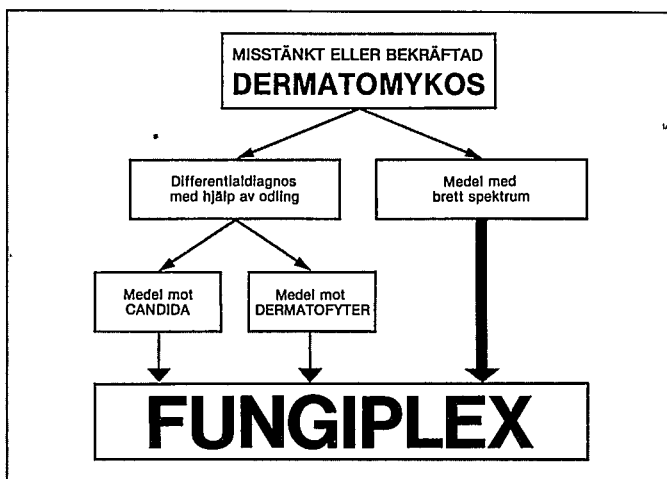 MISSTÄNKT ELLER BEKRÄFTAD
DERMATOMYKOS
Differentialdiagnos
med hjälp av odling
Medel med
brett spektrum
Medel mot
CANDIDA
Medel mot
DERMATOFYTER
FUNGIPLEX